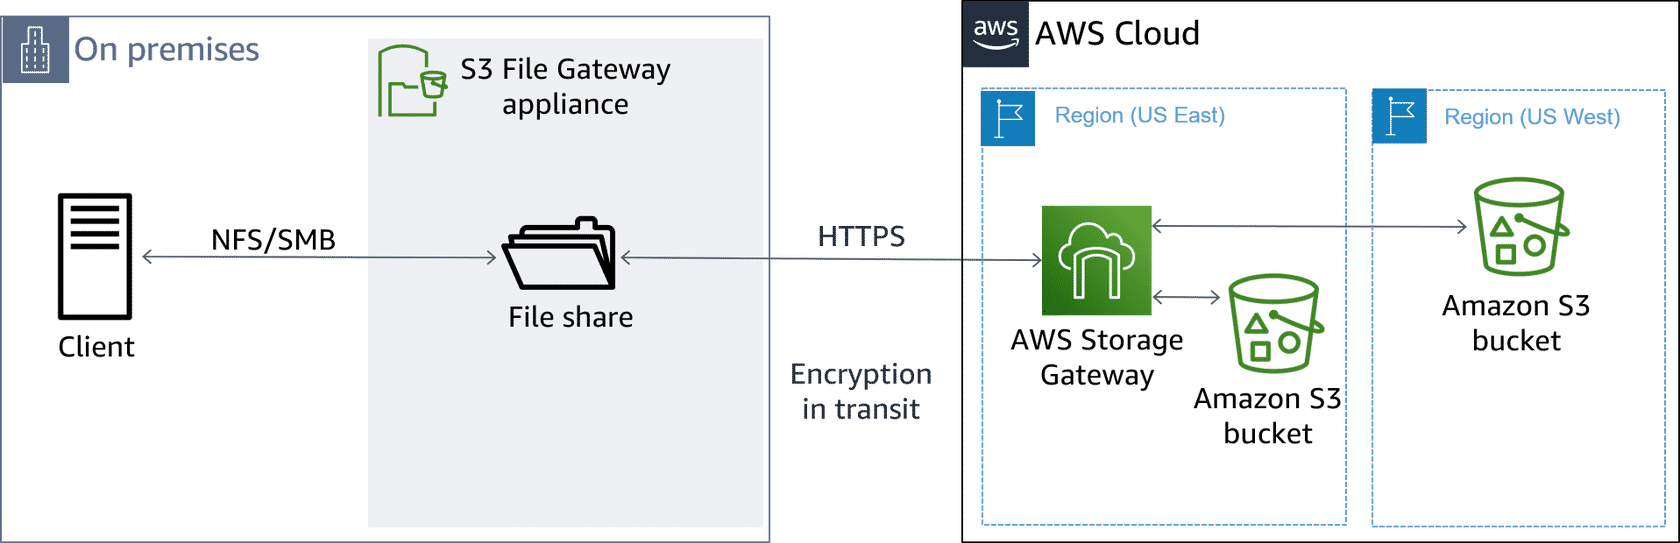 On premises
S3 File Gateway
appliance
Client
NFS/SMB
File share
HTTPS
Encryption
in transit
aws
AWS Cloud
Region (US East)
AWS Storage
Gateway
Amazon S3
bucket
Region (US West)
Amazon S3
bucket